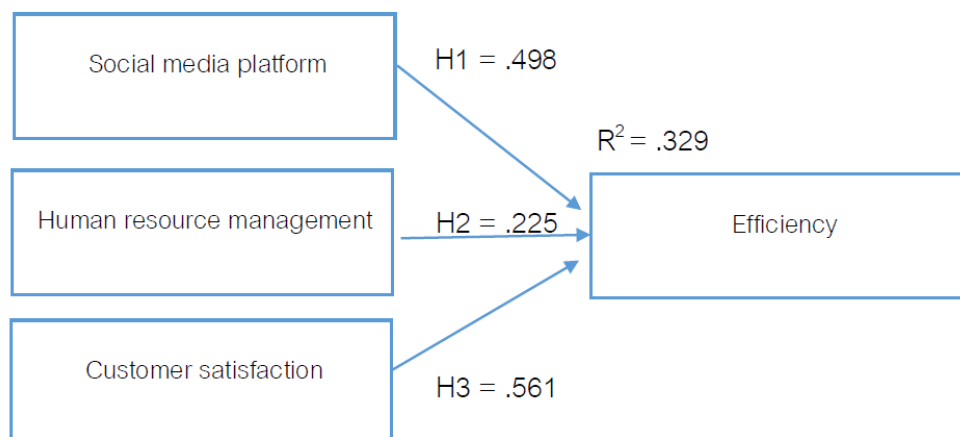 Social media platform
H1 = .498
R² = .329
Human resource management
H2 = .225
Efficiency
Customer satisfaction
H3 = .561